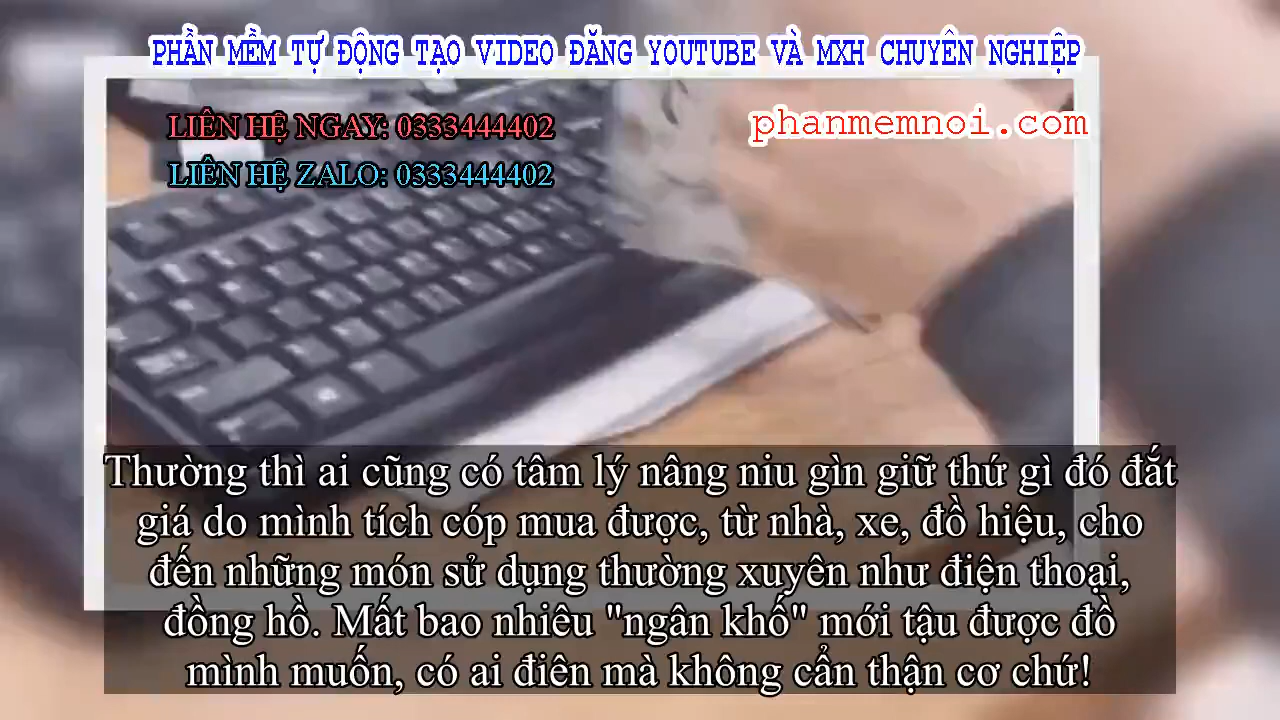 PHẦN MỀM TỰ ĐỘNG TẠO VIDEO ĐĂNG YOUTUBE VÀ MXH CHUYÊN NGHIỆP
LIÊN HỆ NGAY: 0333444402
phanmemnoi.com
LIÊN HỆ ZALO: 0333444402
Thường thì ai cũng có tâm lý nâng niu gìn giữ thứ gì đó đắt
giá do mình tích cóp mua được, từ nhà, xe, đồ hiệu, cho
đến những món sử dụng thường xuyên như điện thoại,
đồng hồ. Mất bao nhiêu "ngân khố" mới tậu được đồ
mình muốn, có ai điên mà không cẩn thận cơ chứ!